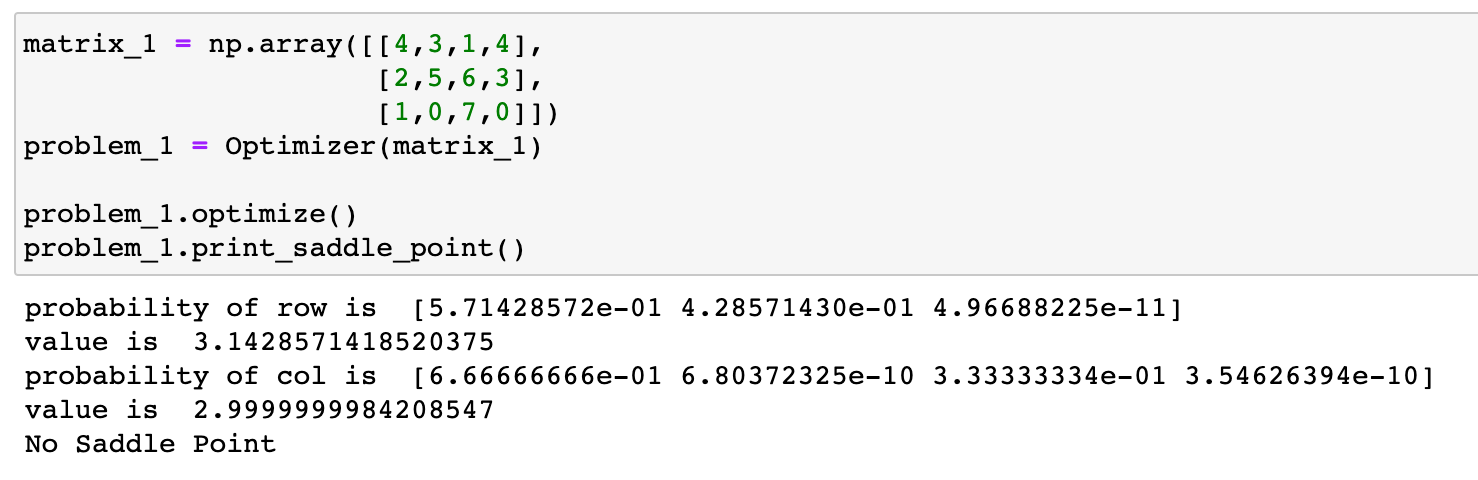 matrix_1 = np.array([[4,3,1,4],
[2,5,6,3],
[1,0,7,0]])
problem_1 = Optimizer(matrix_1)
problem_1.optimize()
problem_1.print_saddle_point()
probability of row is [5.71428572e-01 4.28571430e-01 4.96688225e-11]
value is 3.1428571418520375
probability of col is [6.66666666e-01 6.80372325e-10 3.33333334e-01 3.54626394e-10]
value is 2.9999999984208547
No Saddle Point